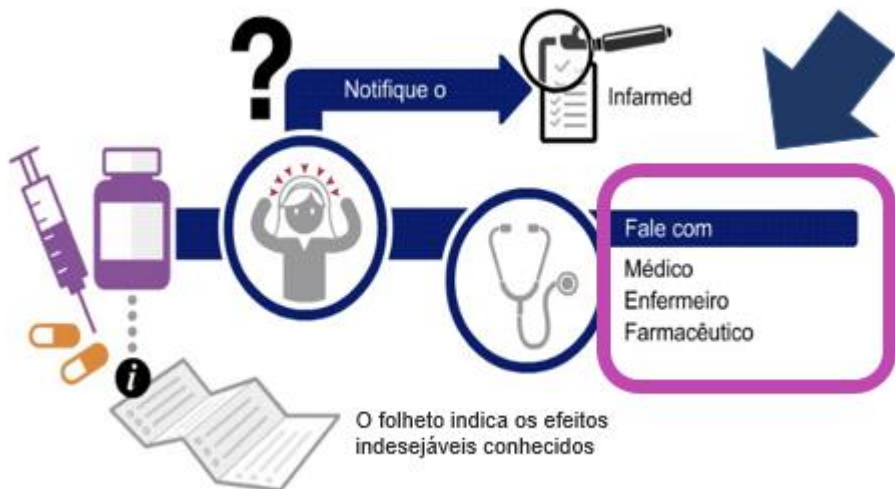 ?
Notifique o
Infarmed
Fale com
Médico
Enfermeiro
Farmacêutico
i
O folheto indica os efeitos
indesejáveis conhecidos